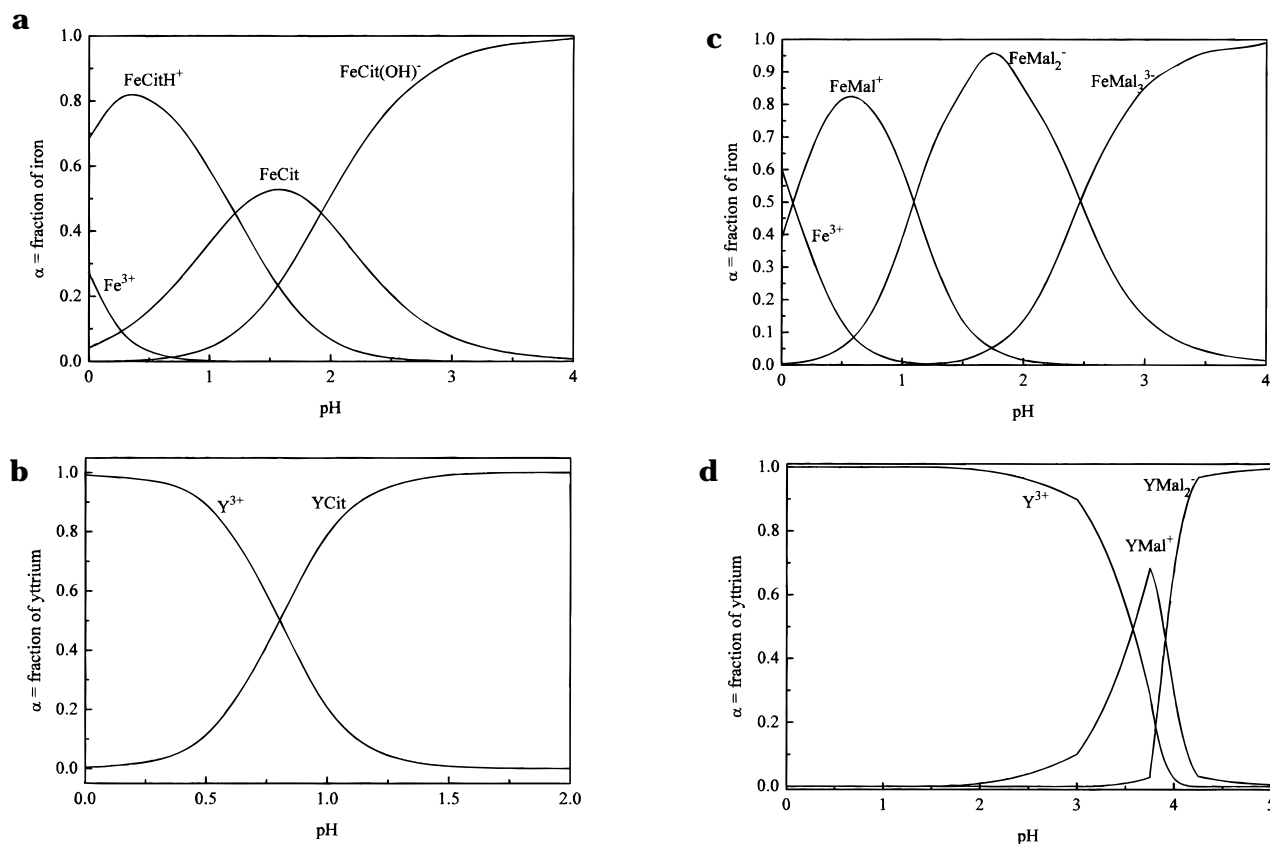 a
1.0
0.8
0.6
0.4
0.2
0.0
α = fraction of iron
FeCitH⁺
FeCit(OH)⁻
FeCit
Fe³⁺
0 1 2 3 4
pH
c
1.0
0.9
0.8
0.7
0.6
0.5
0.4
0.3
0.2
0.1
0.0
α = fraction of iron
FeMal₂⁻
FeMal⁺
FeMal₃³⁻
Fe³⁺
0 1 2 3 4
pH
b
1.0
0.8
0.6
0.4
0.2
0.0
α = fraction of yttrium
Y³⁺ YCit
0.0 0.5 1.0 1.5 2.0
pH
d
1.0
0.8
0.6
0.4
0.2
0.0
α = fraction of yttrium
YMal₂⁻
Y³⁺
YMal⁺
0 1 2 3 4 5
pH